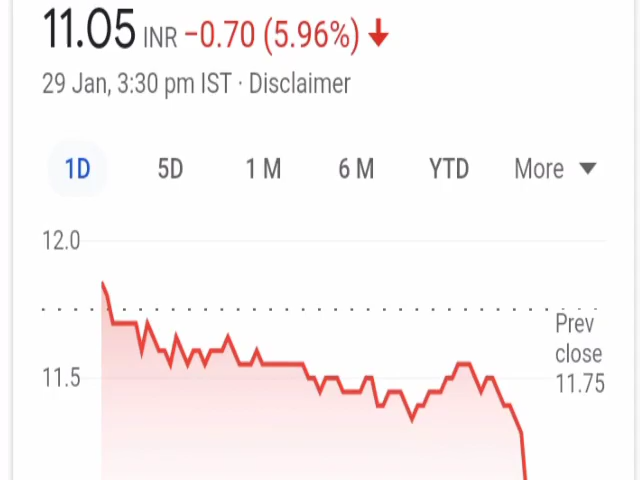 11.05 INR −0.70 (5.96%)
29 Jan, 3:30 pm IST · Disclaimer
1D 5D 1 M 6 M YTD More
12.0
Prev
close
11.75
11.5